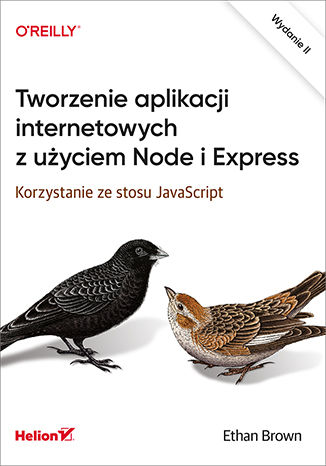 O'REILLY®
Wydanie II
Tworzenie aplikacji
internetowych
z użyciem Node i Express
Korzystanie ze stosu JavaScript
Helion
Ethan Brown